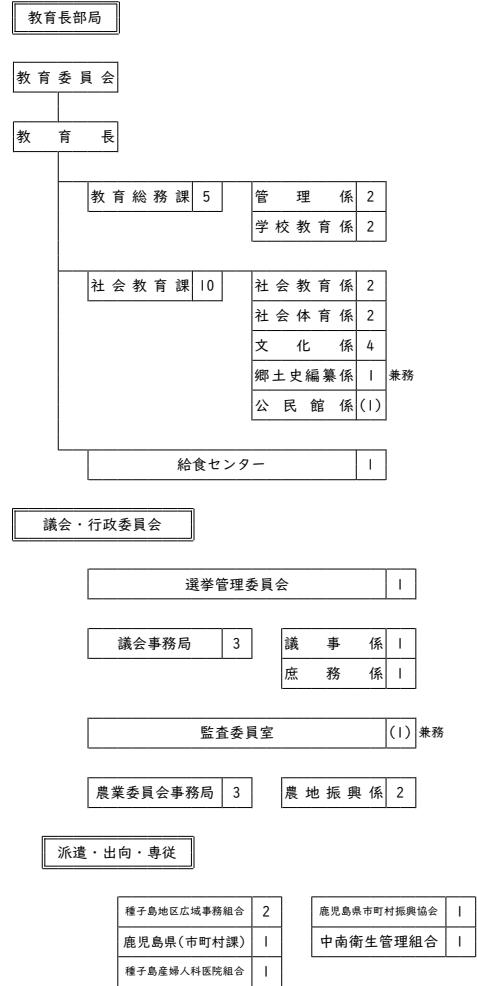 教育長部局
教育委員会
教育長
教育総務課 5 管理係 2
学校教育係 2
社会教育課 10 社会教育係 2
社会体育係 2
文化係 4
郷土史編纂係 1 兼務
公民館係 (1)
給食センター 1
議会・行政委員会
選挙管理委員会 1
議会事務局 3 議事係 1
庶務係 1
監査委員室 (1) 兼務
農業委員会事務局 3 農地振興係 2
派遣・出向・専従
種子島地区広域事務組合 2 鹿児島県市町村振興協会 1
鹿児島県(市町村課) 1 中南衛生管理組合 1
種子島産婦人科医院組合 1